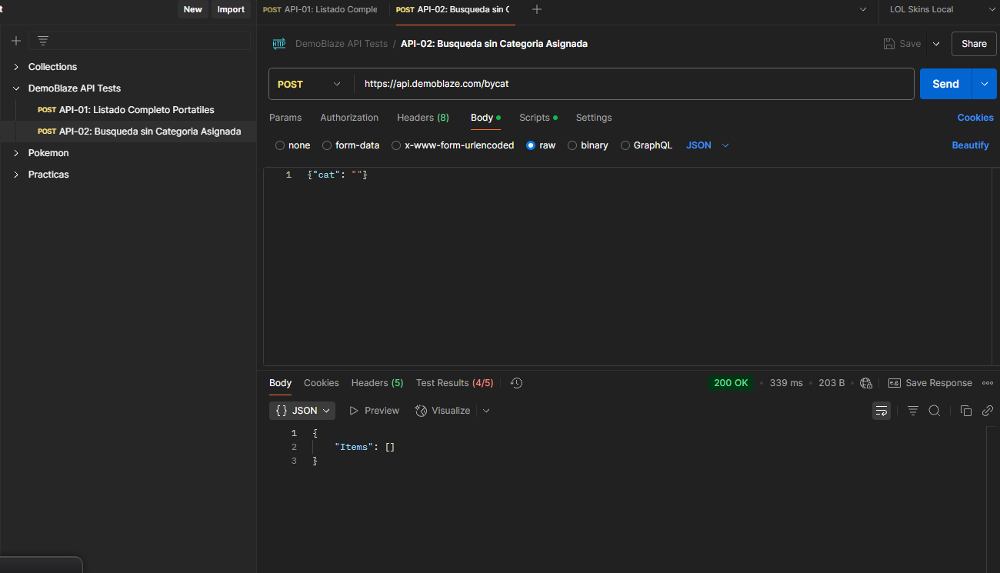 t New Import POST API-01: Listado Comple POST API-02: Busqueda sin C LOL Skins Local
HTTP DemoBlaze API Tests / API-02: Busqueda sin Categoria Asignada Save Share
Collections
DemoBlaze API Tests
POST API-01: Listado Completo Portatiles
POST API-02: Busqueda sin Categoria Asignada
Pokemon
Practicas
POST https://api.demoblaze.com/bycat Send
Params Authorization Headers (8) Body Scripts Settings Cookies
none form-data x-www-form-urlencoded raw binary GraphQL JSON Beautify
1 {"cat": ""}
Body Cookies Headers (5) Test Results (4/5) 200 OK • 339 ms • 203 B • e.g. Save Response
{} JSON Preview Visualize
1 {
2 "Items": []
3 }